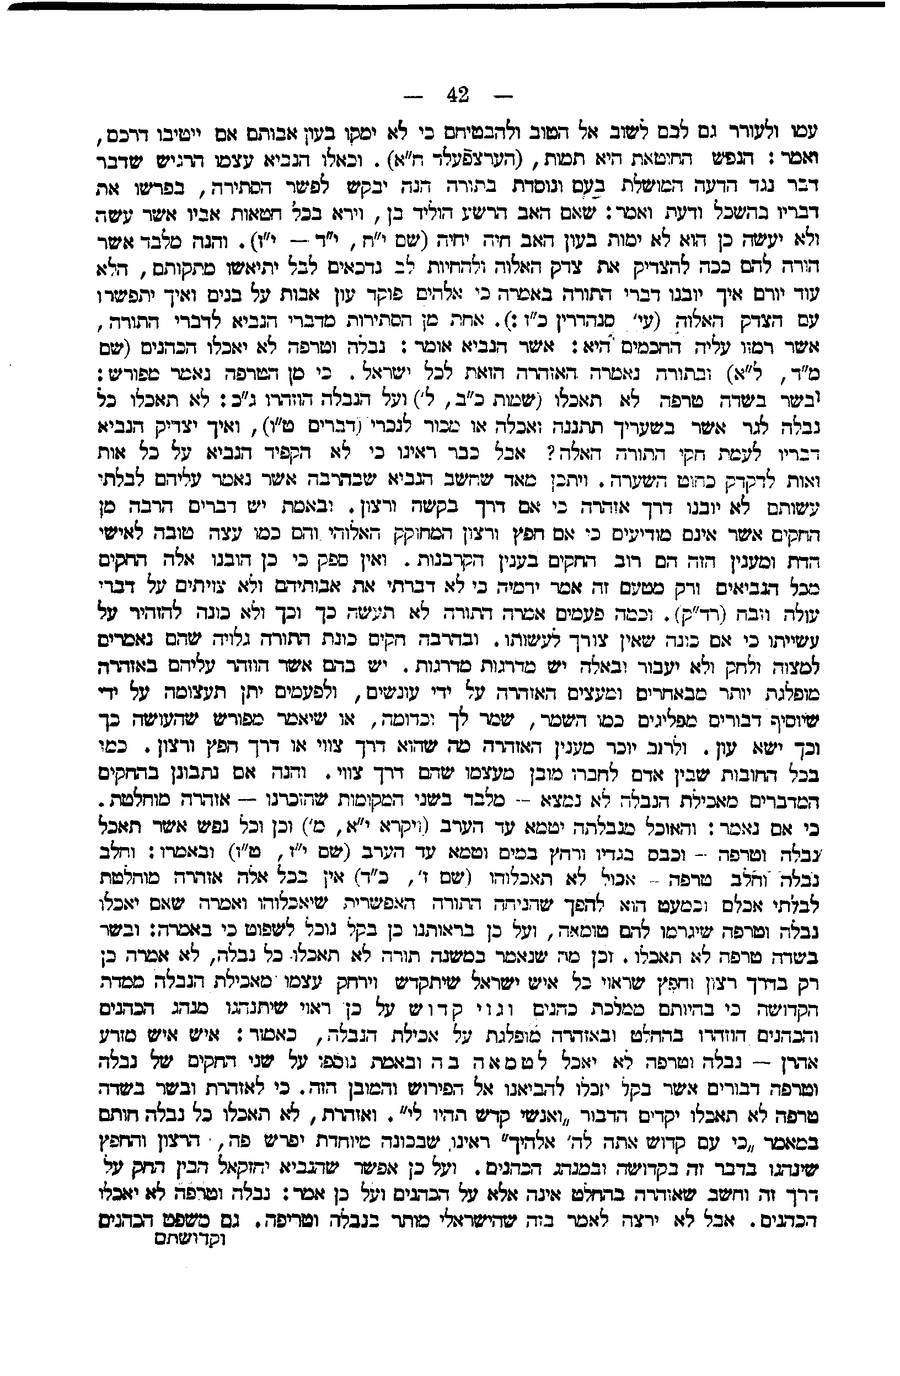 — 42 —
עמו ולעורר גם לבם לשוב אל הטוב ולהבטיחם כי לא ימקו בעון אבותם אם ייטיבו דרכם,
ואמר: הנפש החוטאת היא תמות, (הערצפעלד ח"א). וכאלו הנביא עצמו הרגיש שדבר
דבר נגד הדעה המושלת בעם ונוסדת בתורה הנה יבקש לפשר הסתירה, בפרשו את
דבריו בהשכל ודעת ואמר: שאם האב הרשע הוליד בן, וירא בכל חטאות אביו אשר עשה
ולא יעשה כן הוא לא ימות בעון האב חיה יחיה (שם י"ח, י"ד — י"ז). והנה מלבד אשר
הורה להם ככה להצדיק את צדק האלוה ולהחיות לב נדכאים לבל יתיאשו מתקותם, הלא
עוד יורם איך יובנו דברי התורה באמרה כי אלהים פוקד עון אבות על בנים ואיך יתפשרו
עם הצדק האלוה (עי' סנהדרין כ"ז:). אחת מן הסתירות מדברי הנביא לדברי התורה,
אשר רמזו עליה החכמים היא: אשר הנביא אומר: נבלה וטרפה לא יאכלו הכהנים (שם
מ"ד, ל"א) ובתורה נאמרה האזהרה הזאת לכל ישראל. כי מן הטרפה נאמר מפורש:
ובשר בשדה טרפה לא תאכלו (שמות כ"ב, ל') ועל הנבלה הוזהרו ג"כ: לא תאכלו כל
נבלה לגר אשר בשעריך תתננה ואכלה או מכור לנכרי (דברים ט"ו), ואיך יצדיק הנביא
דבריו לעמת חקי התורה האלה? אבל כבר ראינו כי לא הקפיד הנביא על כל אות
ואות לדקדק כחוט השערה. ויתכן מאד שחשב הנביא שבהרבה אשר נאמר עליהם לבלתי
עשותם לא יובנו דרך אזהרה כי אם דרך בקשה ורצון. ובאמת יש דברים הרבה מן
החקים אשר אינם מודיעים כי אם חפץ ורצון המחוקק האלוהי והם כמו עצה טובה לאישי
הדת ומענין הזה הם רוב החקים בענין הקרבנות. ואין ספק כי כן הובנו אלה החקים
מכל הנביאים ורק מטעם זה אמר ירמיה כי לא דברתי את אבותיהם ולא צויתים על דברי
עולה וזבח (רד"ק). וכמה פעמים אמרה התורה לא תעשה כך וכך ולא כונה להזהיר על
עשייתו כי אם כונה שאין צורך לעשותו. ובהרבה חקים כונת התורה גלויה שהם נאמרים
למצוה ולחק ולא יעבור ובאלה יש מדרגות מדרגות. יש בהם אשר הוזהר עליהם באזהרה
מופלגת יותר מבאחרים ומעצים האזהרה על ידי עונשים, ולפעמים יתן תעצומה על ידי
שיוסיף דבורים מפליגים כמו השמר, שמר לך וכדומה, או שיאמר מפורש שהעושה כך
וכך ישא עון. ולרוב יוכר מענין האזהרה מה שהוא דרך צווי או דרך חפץ ורצון. כמו
בכל החובות שבין אדם לחברו מובן מעצמו שהם דרך צווי. והנה אם נתבונן בהחקים
המדברים מאכילת הנבלה לא נמצא — מלבד בשני המקומות שהזכרנו — אזהרה מוחלטת.
כי אם נאמר: והאוכל מנבלתה יטמא עד הערב (ויקרא י"א, מ') וכן וכל נפש אשר תאכל
נבלה וטרפה — וכבס בגדיו ורחץ במים וטמא עד הערב (שם י"ז, ט"ו) ובאמרו: וחלב
נבלה וחלב טרפה — אכול לא תאכלוהו (שם ז', כ"ד) אין בכל אלה אזהרה מוחלטת
לבלתי אכלם וכמעט הוא להפך שהניחה התורה האפשרית שיאכלוהו ואמרה שאם יאכלו
נבלה וטרפה שיגרמו להם טומאה, ועל כן בראותנו כן בקל נוכל לשפוט כי באמרה: ובשר
בשדה טרפה לא תאכלו. וכן מה שנאמר במשנה תורה לא תאכלו כל נבלה, לא אמרה כן
רק בדרך רצון וחפץ שראוי כל איש ישראל שיתקדש וירחק עצמו מאכילת הנבלה ממדת
הקדושה כי בהיותם ממלכת כהנים וגוי קדוש על כן ראוי שיתנהגו מנהג הכהנים
והכהנים הוזהרו בהחלט ובאזהרה מופלגת על אכילת הנבלה, כאמור: איש איש מזרע
אהרן — נבלה וטרפה לא יאכל לטמאה בה ובאמת נוספו על שני החקים של נבלה
וטרפה דבורים אשר בקל יוכלו להביאנו אל הפירוש והמובן הזה. כי לאזהרת ובשר בשדה
טרפה לא תאכלו יקדים הדבור „ואנשי קדש תהיו לי". ואזהרת, לא תאכלו כל נבלה חותם
במאמר „כי עם קדוש אתה לה' אלהיך" ראינו שבכונה מיוחדת יפרש פה, הרצון והחפץ
שינהגו בדבר זה בקדושה ובמנהג הכהנים. ועל כן אפשר שהנביא יחזקאל הבין החק על
דרך זה וחשב שאזהרה בהחלט אינה אלא על הכהנים ועל כן אמר: נבלה וטרפה לא יאכלו
הכהנים. אבל לא ירצה לאמר בזה שהישראלי מותר בנבלה וטריפה. גם משפט הכהנים
וקדושתם